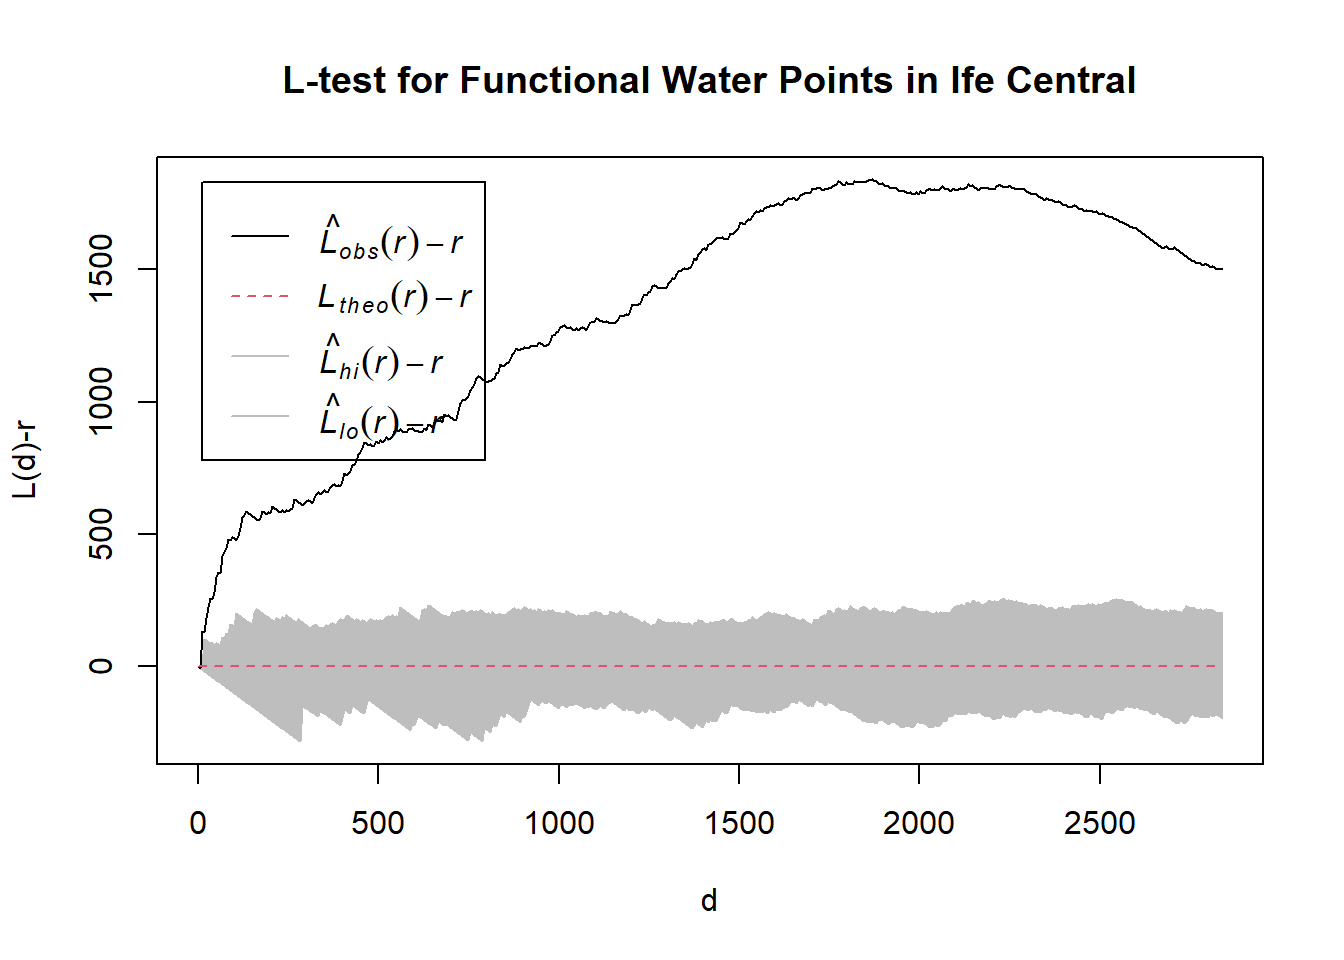 L-test for Functional Water Points in Ife Central
L̂obs(r) – r
Ltheo(r) – r
L̂hi(r) – r
L̂lo(r) – r
L(d)-r
0
500
1000
1500
0 500 1000 1500 2000 2500
d